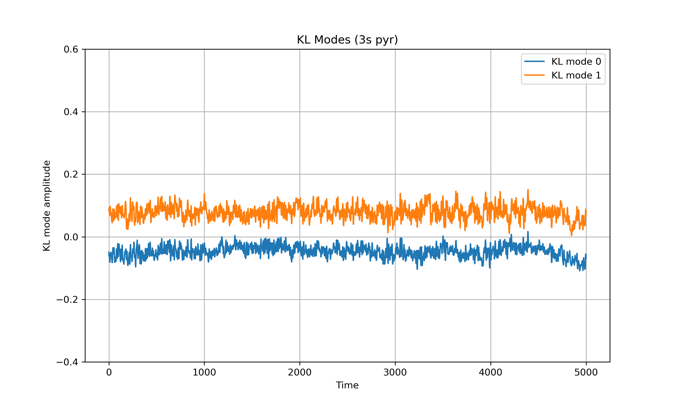 KL Modes (3s pyr)
KL mode 0
KL mode 1
KL mode amplitude
0.6
0.4
0.2
0.0
−0.2
−0.4
0 1000 2000 3000 4000 5000
Time